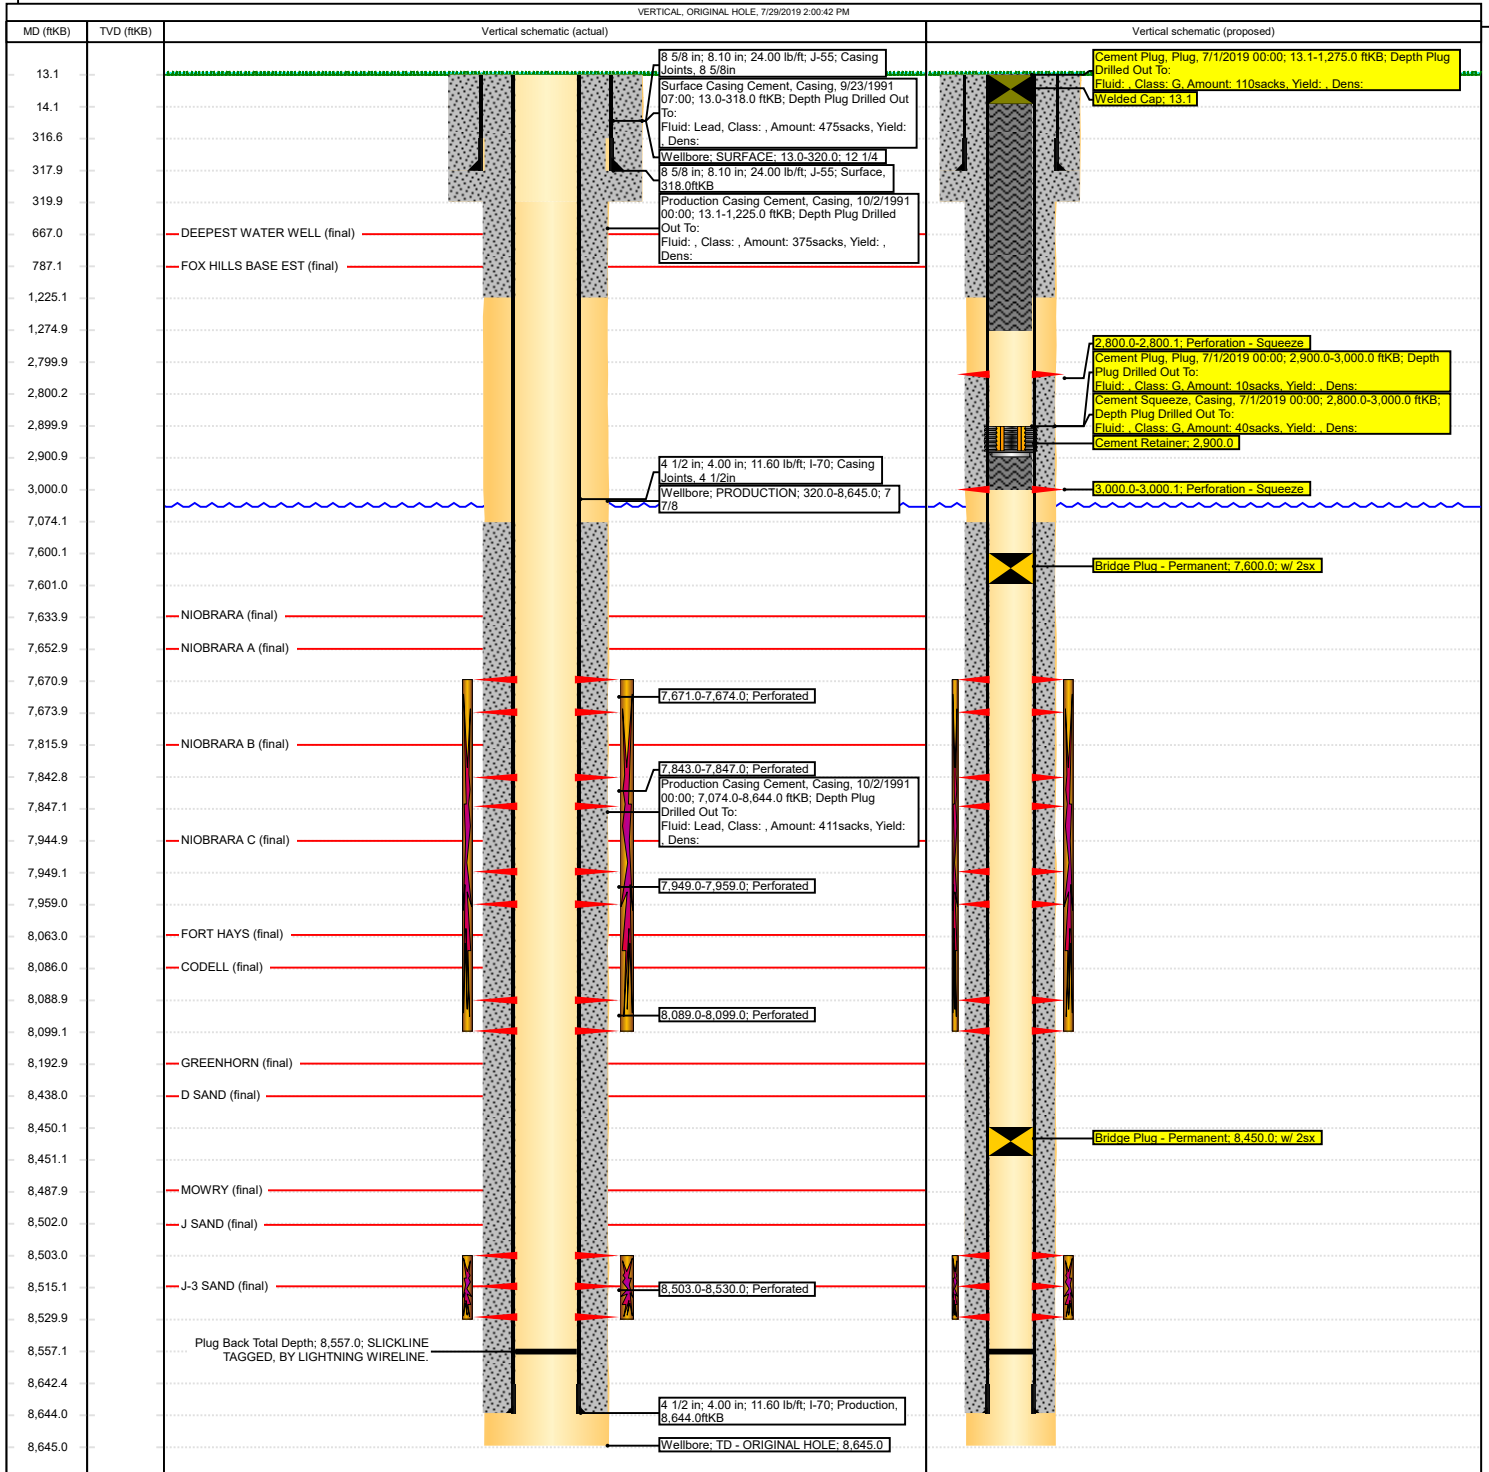 VERTICAL, ORIGINAL HOLE, 7/29/2019 2:00:42 PM
MD (ftKB)
TVD (ftKB)
Vertical schematic (actual)
Vertical schematic (proposed)
13.1
14.1
316.6
317.9
319.9
667.0
787.1
1,225.1
1,274.9
2,799.9
2,800.2
2,899.9
2,900.9
3,000.0
7,074.1
7,600.1
7,601.0
7,633.9
7,652.9
7,670.9
7,673.9
7,815.9
7,842.8
7,847.1
7,944.9
7,949.1
7,959.0
8,063.0
8,086.0
8,088.9
8,099.1
8,192.9
8,438.0
8,450.1
8,451.1
8,487.9
8,502.0
8,503.0
8,515.1
8,529.9
8,557.1
8,642.4
8,644.0
8,645.0
DEEPEST WATER WELL (final)
FOX HILLS BASE EST (final)
NIOBRARA (final)
NIOBRARA A (final)
NIOBRARA B (final)
NIOBRARA C (final)
FORT HAYS (final)
CODELL (final)
GREENHORN (final)
D SAND (final)
MOWRY (final)
J SAND (final)
J-3 SAND (final)
Plug Back Total Depth; 8,557.0; SLICKLINE
TAGGED, BY LIGHTNING WIRELINE.
8 5/8 in; 8.10 in; 24.00 lb/ft; J-55; Casing
Joints, 8 5/8in
Surface Casing Cement, Casing, 9/23/1991
07:00; 13.0-318.0 ftKB; Depth Plug Drilled Out
To:
Fluid: Lead, Class: , Amount: 475sacks, Yield:
, Dens:
Wellbore; SURFACE; 13.0-320.0; 12 1/4
8 5/8 in; 8.10 in; 24.00 lb/ft; J-55; Surface,
318.0ftKB
Production Casing Cement, Casing, 10/2/1991
00:00; 13.1-1,225.0 ftKB; Depth Plug Drilled
Out To:
Fluid: , Class: , Amount: 375sacks, Yield: ,
Dens:
4 1/2 in; 4.00 in; 11.60 lb/ft; I-70; Casing
Joints, 4 1/2in
Wellbore; PRODUCTION; 320.0-8,645.0; 7
7/8
7,671.0-7,674.0; Perforated
7,843.0-7,847.0; Perforated
Production Casing Cement, Casing, 10/2/1991
00:00; 7,074.0-8,644.0 ftKB; Depth Plug
Drilled Out To:
Fluid: Lead, Class: , Amount: 411sacks, Yield:
, Dens:
7,949.0-7,959.0; Perforated
8,089.0-8,099.0; Perforated
8,503.0-8,530.0; Perforated
4 1/2 in; 4.00 in; 11.60 lb/ft; I-70; Production,
8,644.0ftKB
Wellbore; TD - ORIGINAL HOLE; 8,645.0
Cement Plug, Plug, 7/1/2019 00:00; 13.1-1,275.0 ftKB; Depth Plug
Drilled Out To:
Fluid: , Class: G, Amount: 110sacks, Yield: , Dens:
Welded Cap; 13.1
2,800.0-2,800.1; Perforation - Squeeze
Cement Plug, Plug, 7/1/2019 00:00; 2,900.0-3,000.0 ftKB; Depth
Plug Drilled Out To:
Fluid: , Class: G, Amount: 10sacks, Yield: , Dens:
Cement Squeeze, Casing, 7/1/2019 00:00; 2,800.0-3,000.0 ftKB;
Depth Plug Drilled Out To:
Fluid: , Class: G, Amount: 40sacks, Yield: , Dens:
Cement Retainer; 2,900.0
3,000.0-3,000.1; Perforation - Squeeze
Bridge Plug - Permanent; 7,600.0; w/ 2sx
Bridge Plug - Permanent; 8,450.0; w/ 2sx